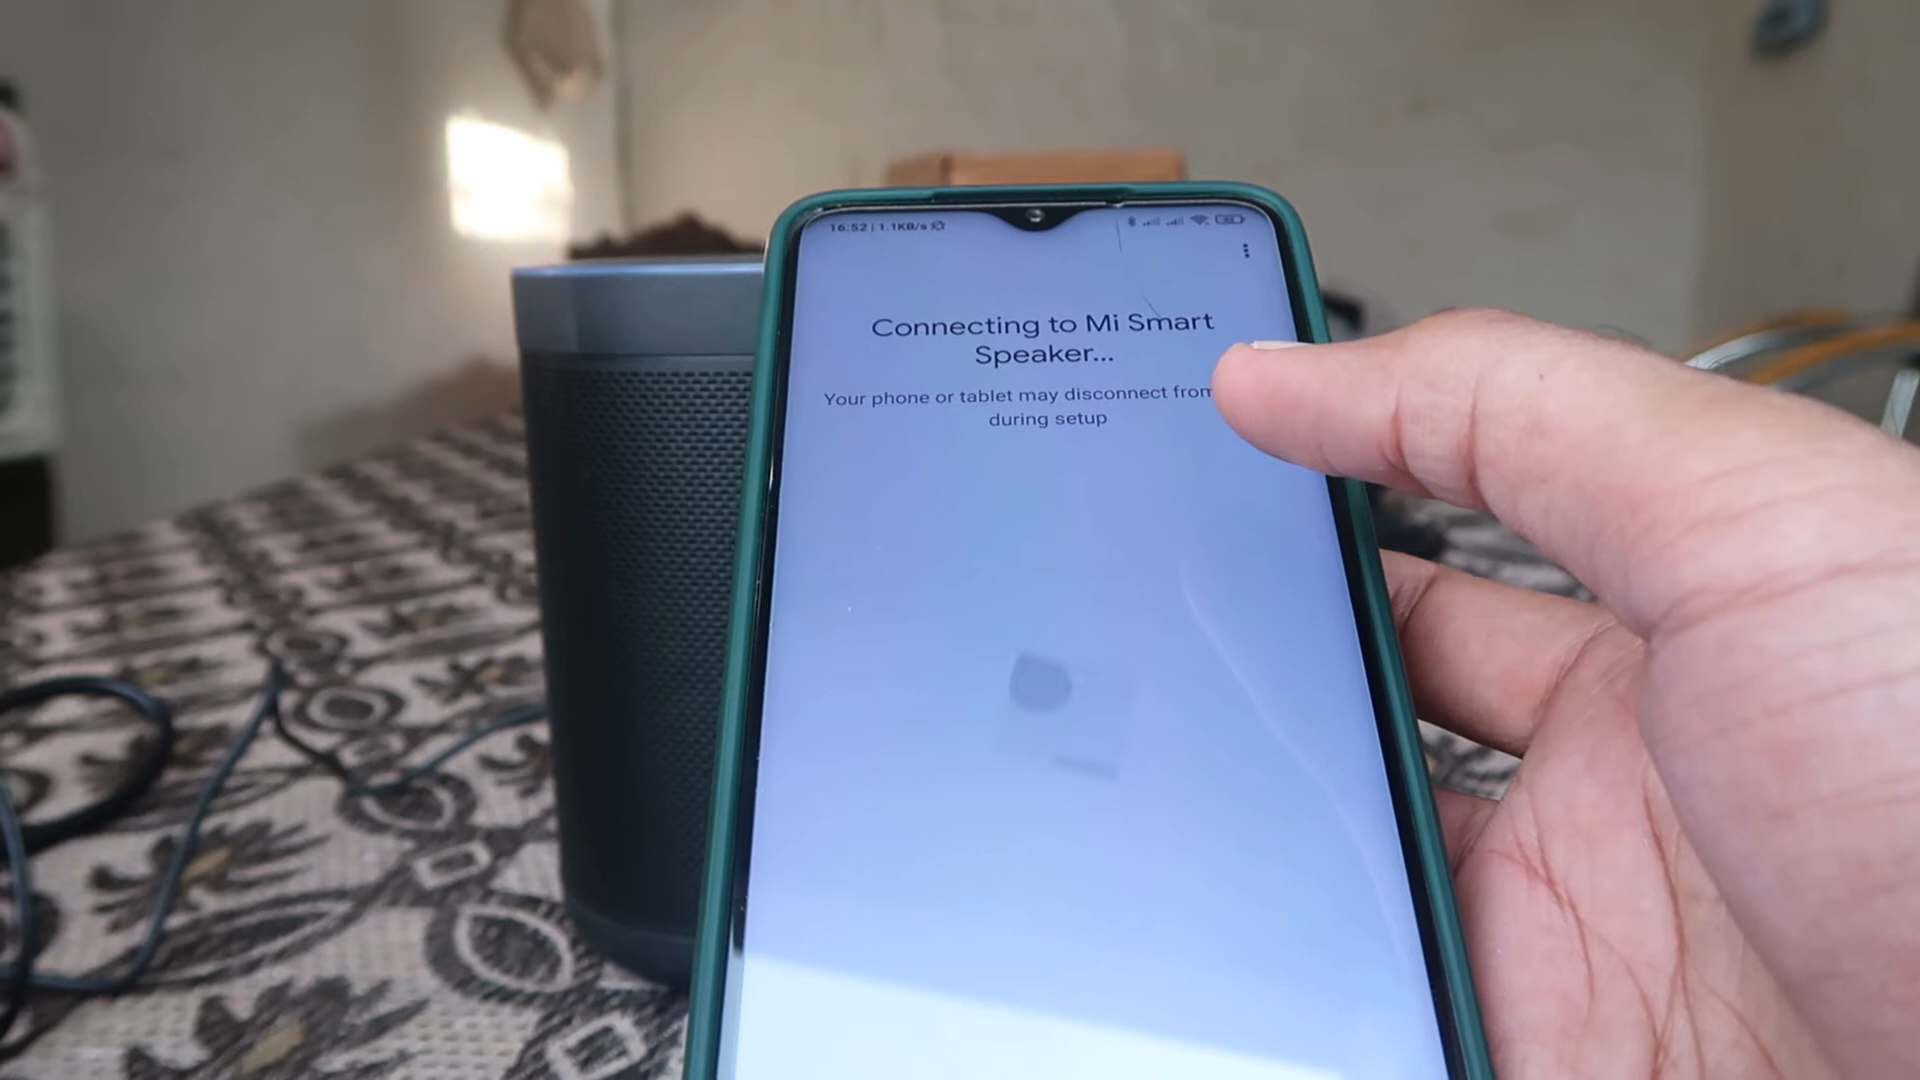 16:52 | 1.1KB/s
Connecting to Mi Smart
Speaker...
Your phone or tablet may disconnect from
during setup